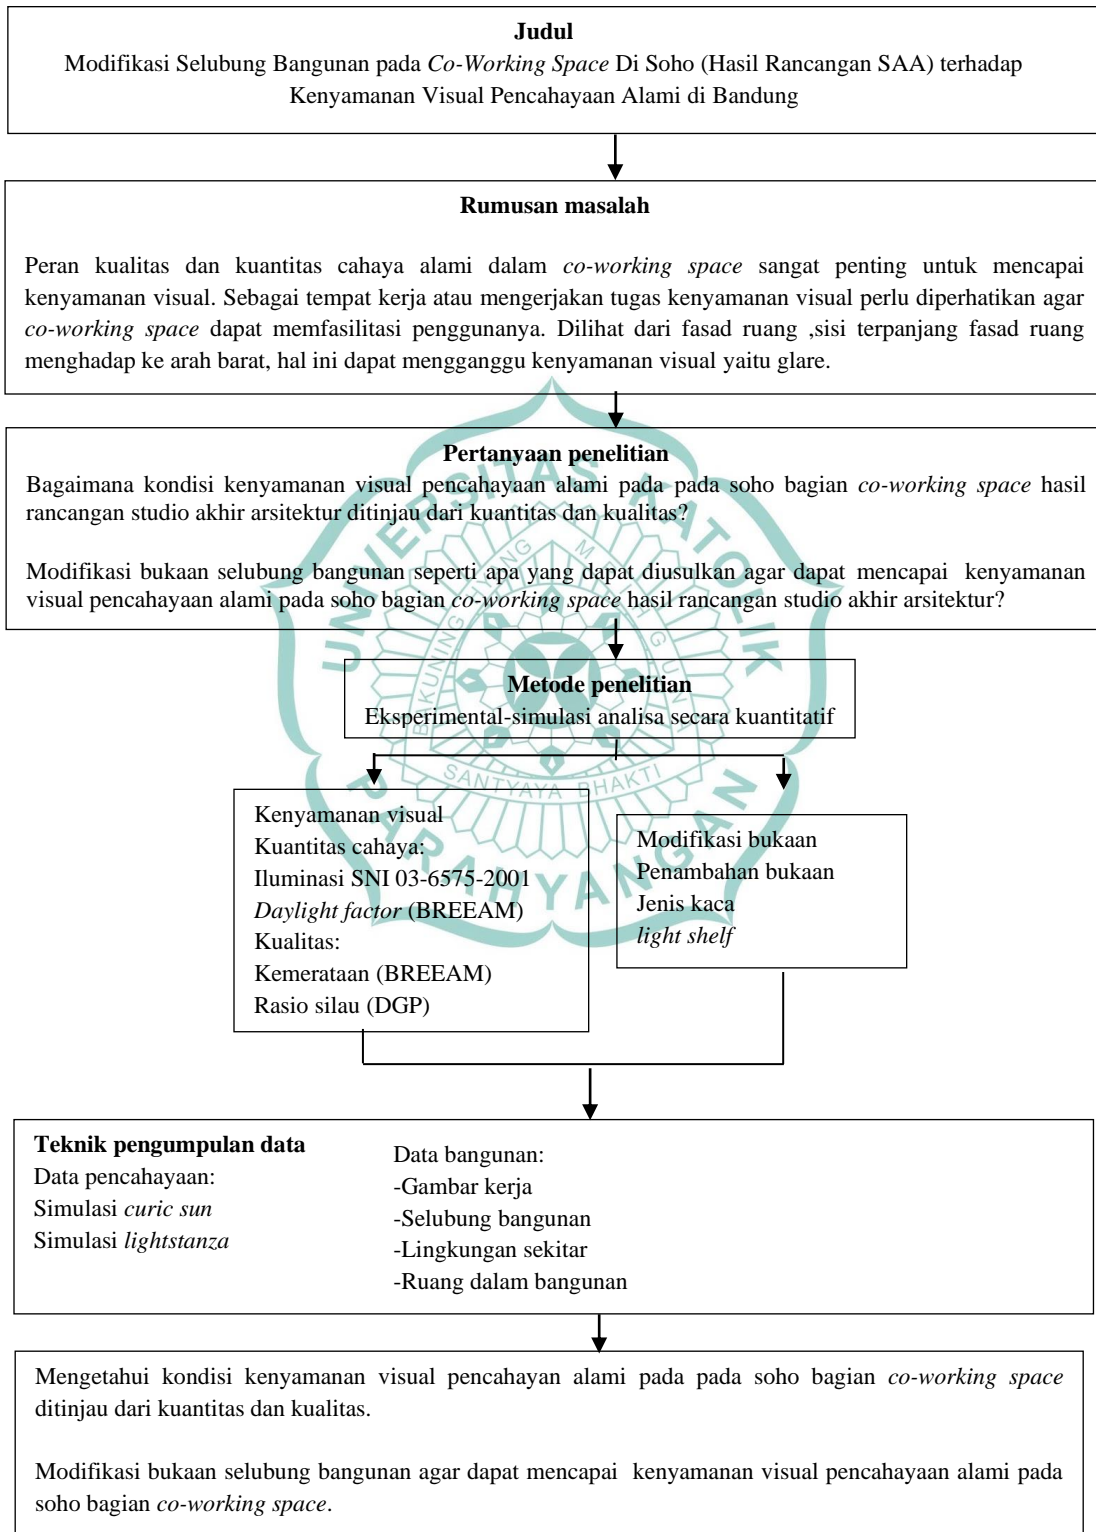 Judul
Modifikasi Selubung Bangunan pada Co-Working Space Di Soho (Hasil Rancangan SAA) terhadap
Kenyamanan Visual Pencahayaan Alami di Bandung
Rumusan masalah
Peran kualitas dan kuantitas cahaya alami dalam co-working space sangat penting untuk mencapai
kenyamanan visual. Sebagai tempat kerja atau mengerjakan tugas kenyamanan visual perlu diperhatikan agar
co-working space dapat memfasilitasi penggunanya. Dilihat dari fasad ruang ,sisi terpanjang fasad ruang
menghadap ke arah barat, hal ini dapat mengganggu kenyamanan visual yaitu glare.
Pertanyaan penelitian
Bagaimana kondisi kenyamanan visual pencahayaan alami pada pada soho bagian co-working space hasil
rancangan studio akhir arsitektur ditinjau dari kuantitas dan kualitas?
Modifikasi bukaan selubung bangunan seperti apa yang dapat diusulkan agar dapat mencapai kenyamanan
visual pencahayaan alami pada soho bagian co-working space hasil rancangan studio akhir arsitektur?
Metode penelitian
Eksperimental-simulasi analisa secara kuantitatif
Kenyamanan visual
Kuantitas cahaya:
Iluminasi SNI 03-6575-2001
Daylight factor (BREEAM)
Kualitas:
Kemerataan (BREEAM)
Rasio silau (DGP)
Modifikasi bukaan
Penambahan bukaan
Jenis kaca
light shelf
Teknik pengumpulan data
Data pencahayaan:
Simulasi curic sun
Simulasi lightstanza
Data bangunan:
-Gambar kerja
-Selubung bangunan
-Lingkungan sekitar
-Ruang dalam bangunan
Mengetahui kondisi kenyamanan visual pencahayan alami pada pada soho bagian co-working space
ditinjau dari kuantitas dan kualitas.
Modifikasi bukaan selubung bangunan agar dapat mencapai kenyamanan visual pencahayaan alami pada
soho bagian co-working space.
UNIVERSITAS KATOLIK
PARAHYANGAN
BAKUNING HYANG MRIH GUNA
SANTYAYA BHAKTI